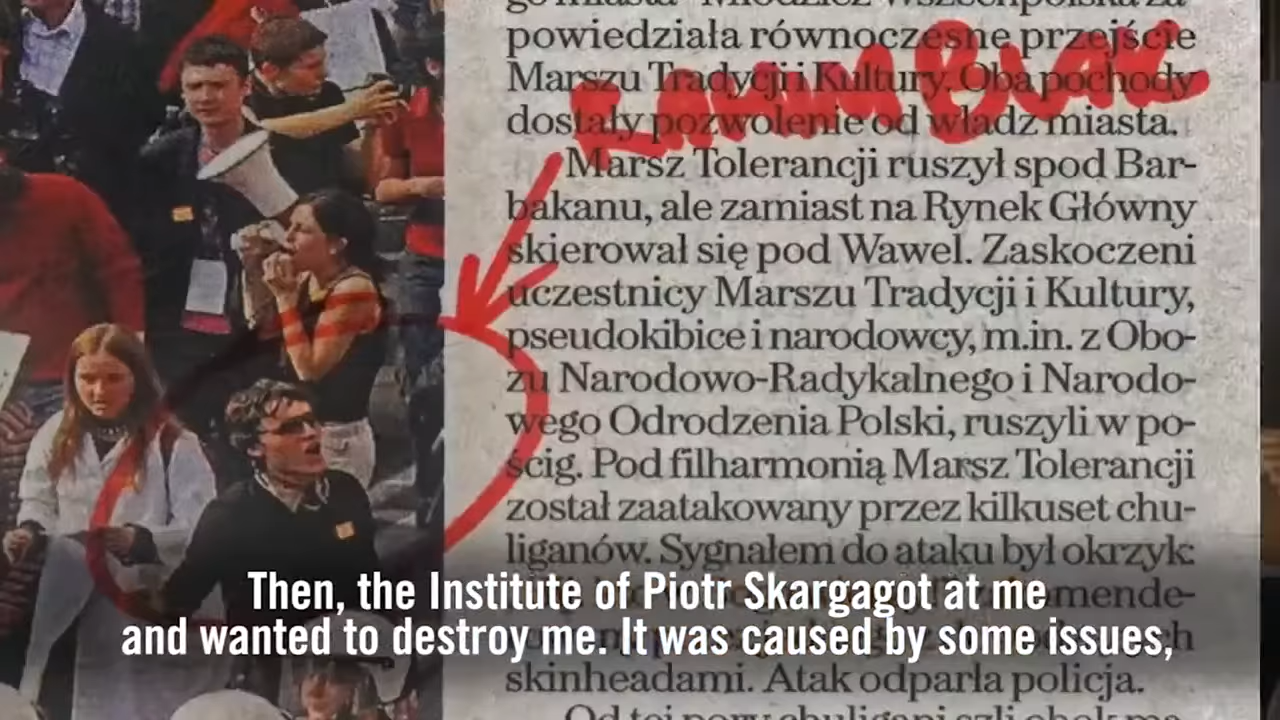 powiedziała równoczesne przejście
Marszu Tradycji i Kultury. Oba pochody
dostały pozwolenie od władz miasta.
Marsz Tolerancji ruszył spod Bar-
bakanu, ale zamiast na Rynek Główny
skierował się pod Wawel. Zaskoczeni
uczestnicy Marszu Tradycji i Kultury,
pseudokibice i narodowcy, m.in. z Obo-
zu Narodowo-Radykalnego i Narodo-
wego Odrodzenia Polski, ruszyli w po-
ścig. Pod filharmonią Marsz Tolerancji
został zaatakowany przez kilkuset chu-
liganów. Sygnałem do ataku był okrzyk:
Then, the Institute of Piotr Skargagot at me
and wanted to destroy me. It was caused by some issues,
skinheadami. Atak odparła policja.